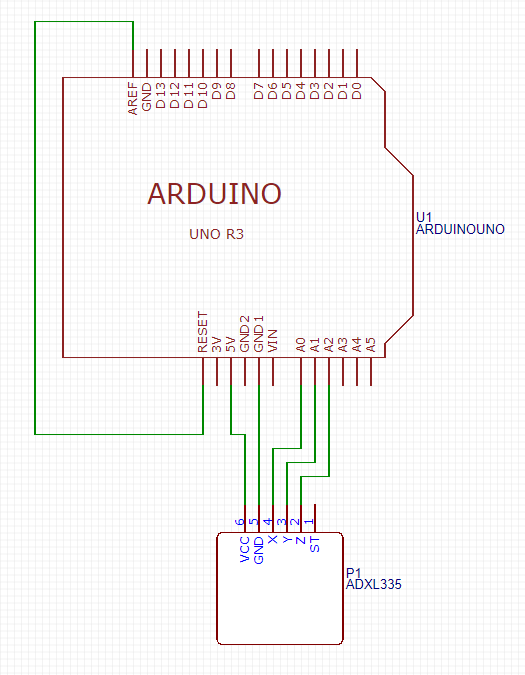 AREF
GND
D13
D12
D11
D10
D9
D8
D7
D6
D5
D4
D3
D2
D1
D0
ARDUINO
UNO R3
U1
ARDUINOUNO
RESET
3V
5V
GND2
GND1
VIN
A0
A1
A2
A3
A4
A5
6
5
4
3
2
1
VCC
GND
X
Y
Z
ST
P1
ADXL335